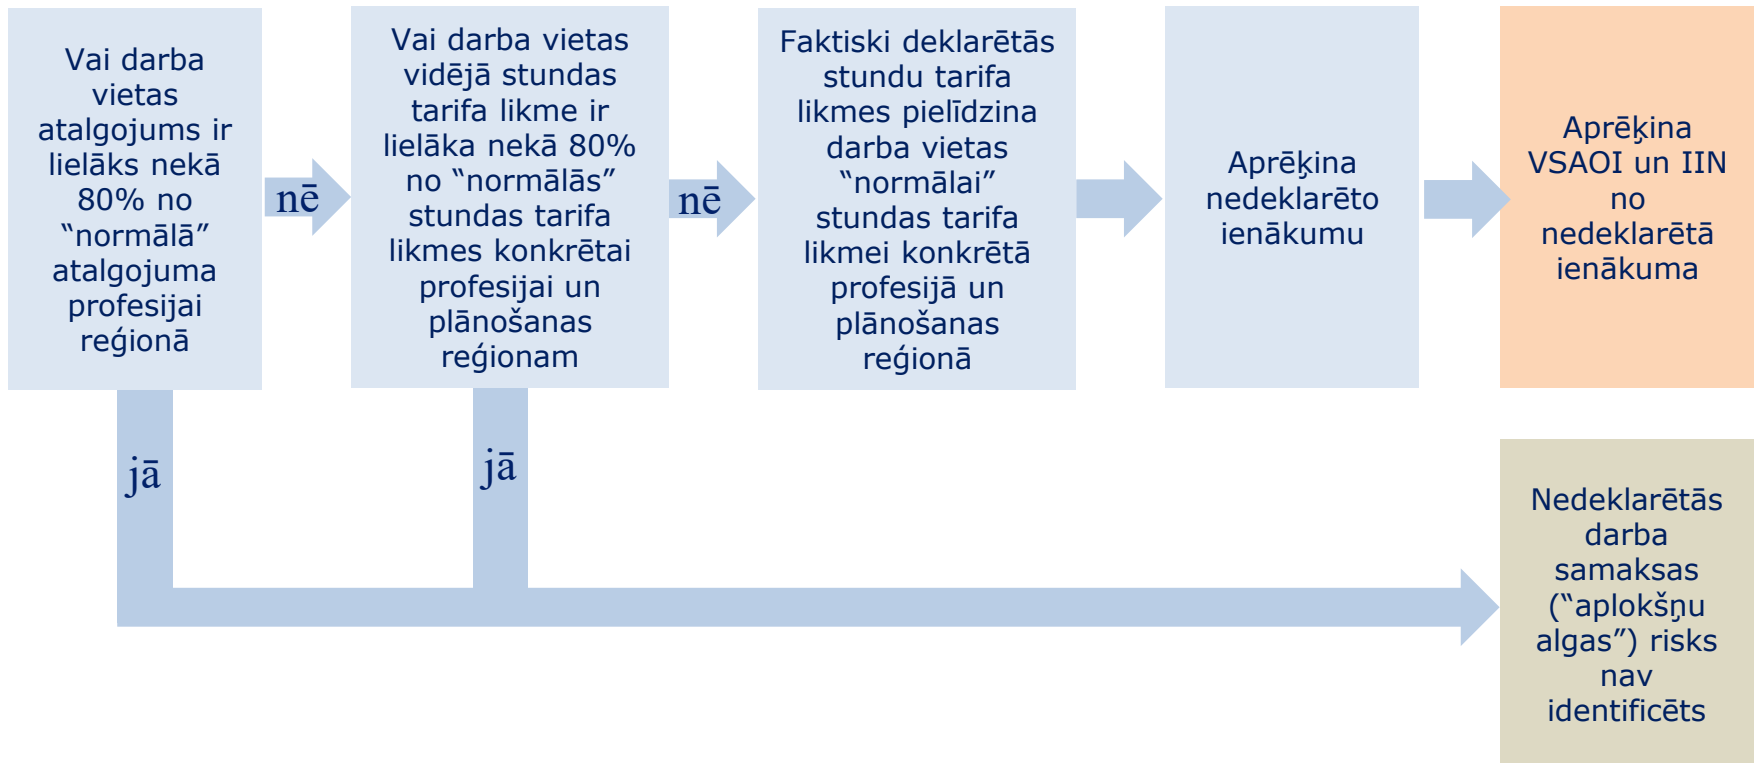 Vai darba
vietas
atalgojums ir
lielāks nekā
80% no
“normālā”
atalgojuma
profesijai
reģionā
nē
Vai darba vietas
vidējā stundas
tarifa likme ir
lielāka nekā 80%
no “normālās”
stundas tarifa
likmes konkrētai
profesijai un
plānošanas
reģionam
nē
Faktiski deklarētās
stundu tarifa
likmes pielīdzina
darba vietas
“normālai”
stundas tarifa
likmei konkrētā
profesijā un
plānošanas
reģionā
Aprēķina
nedeklarēto
ienākumu
Aprēķina
VSAOI un IIN
no
nedeklarētā
ienākuma
jā
jā
Nedeklarētās
darba
samaksas
(“aplokšņu
algas”) risks
nav
identificēts